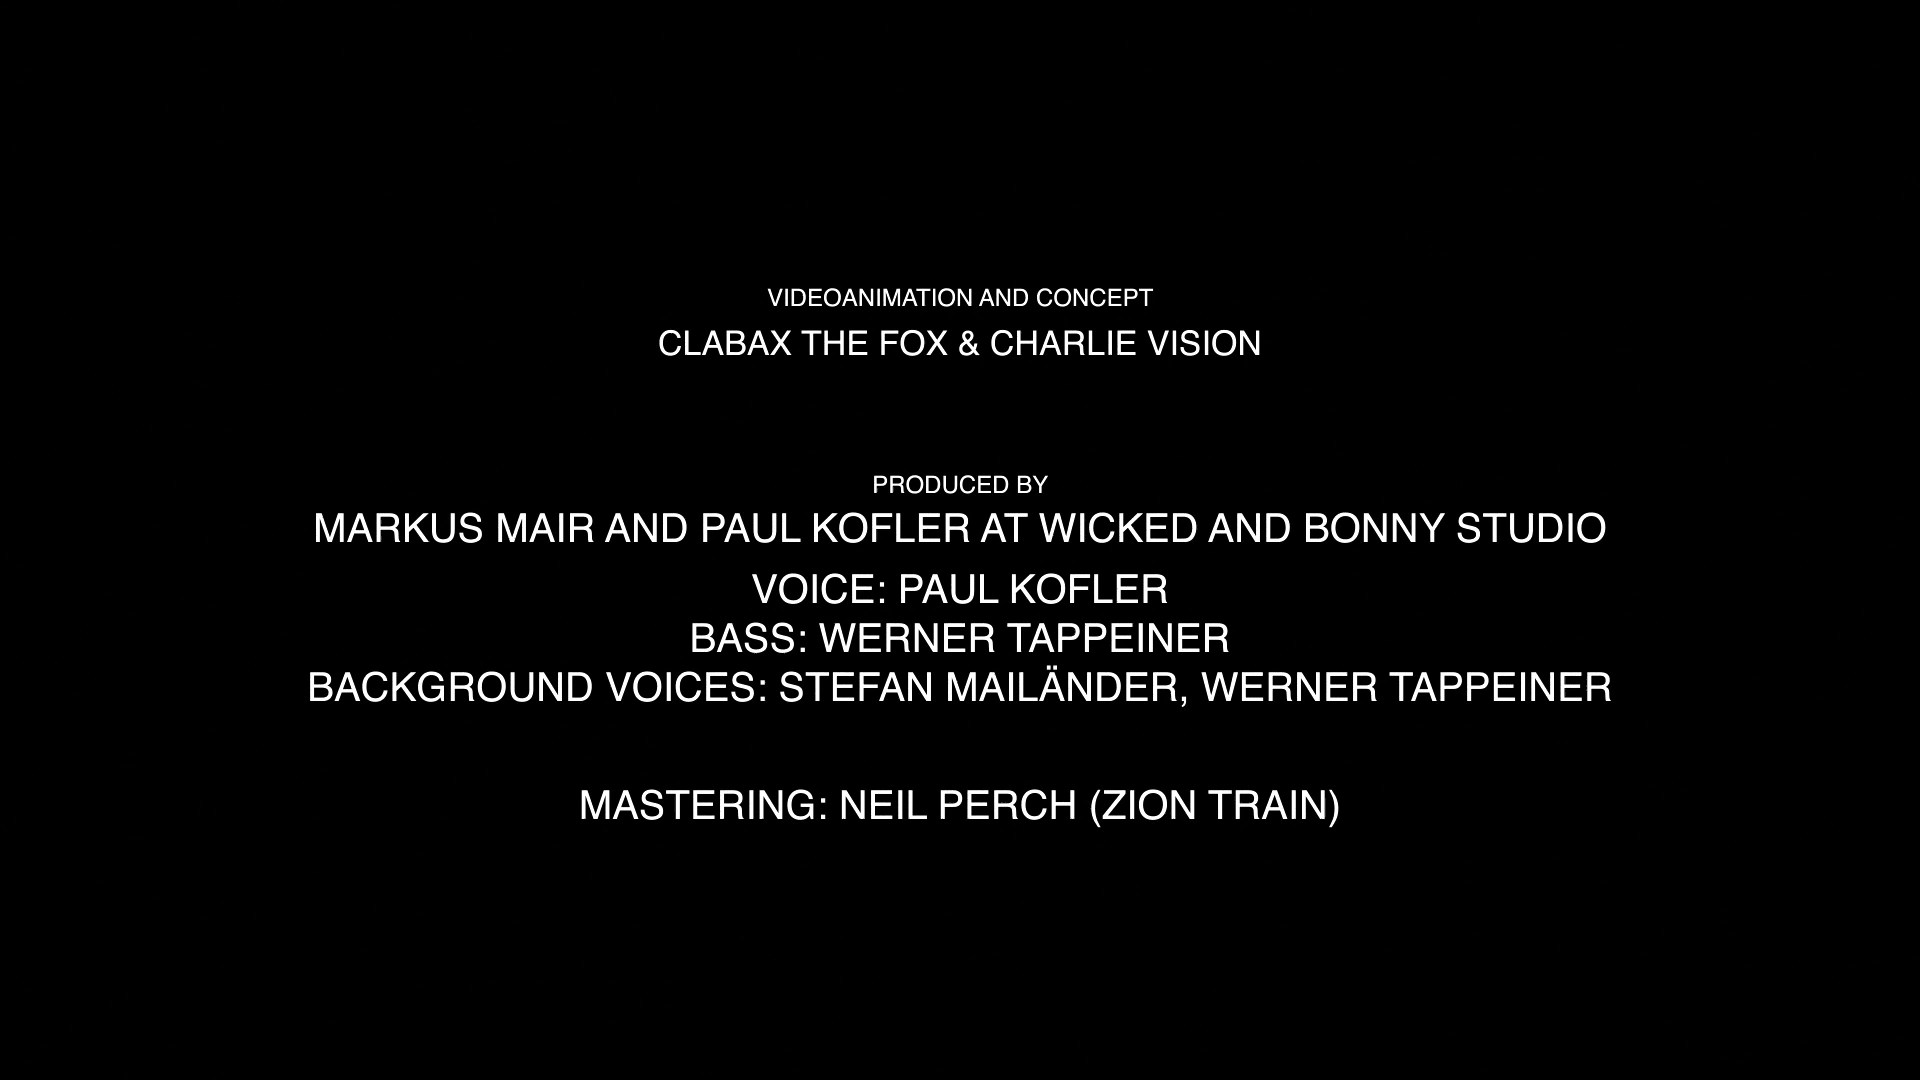 VIDEOANIMATION AND CONCEPT
CLABAX THE FOX & CHARLIE VISION
PRODUCED BY
MARKUS MAIR AND PAUL KOFLER AT WICKED AND BONNY STUDIO
VOICE: PAUL KOFLER
BASS: WERNER TAPPEINER
BACKGROUND VOICES: STEFAN MAILÄNDER, WERNER TAPPEINER
MASTERING: NEIL PERCH (ZION TRAIN)